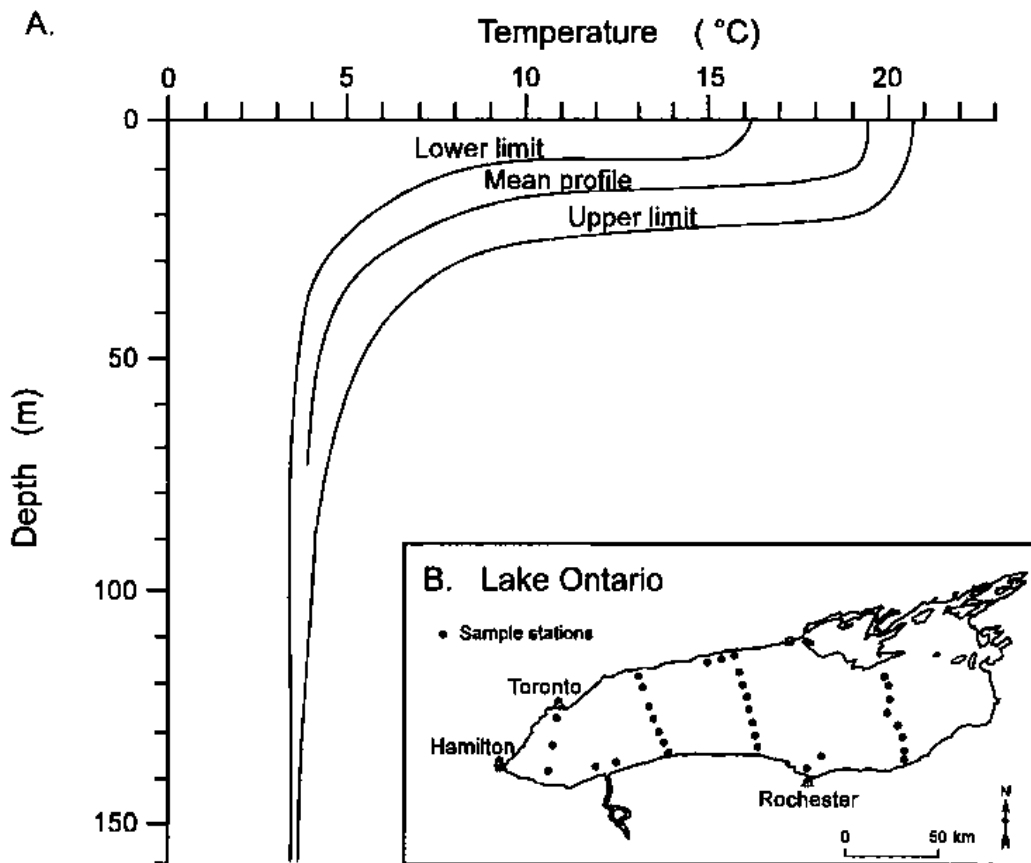 A.
Temperature (°C)
0 5 10 15 20
0
Lower limit
Mean profile
Upper limit
50
Depth (m)
100
150
B. Lake Ontario
Sample stations
Toronto
Hamilton
Rochester
N
0 50 km